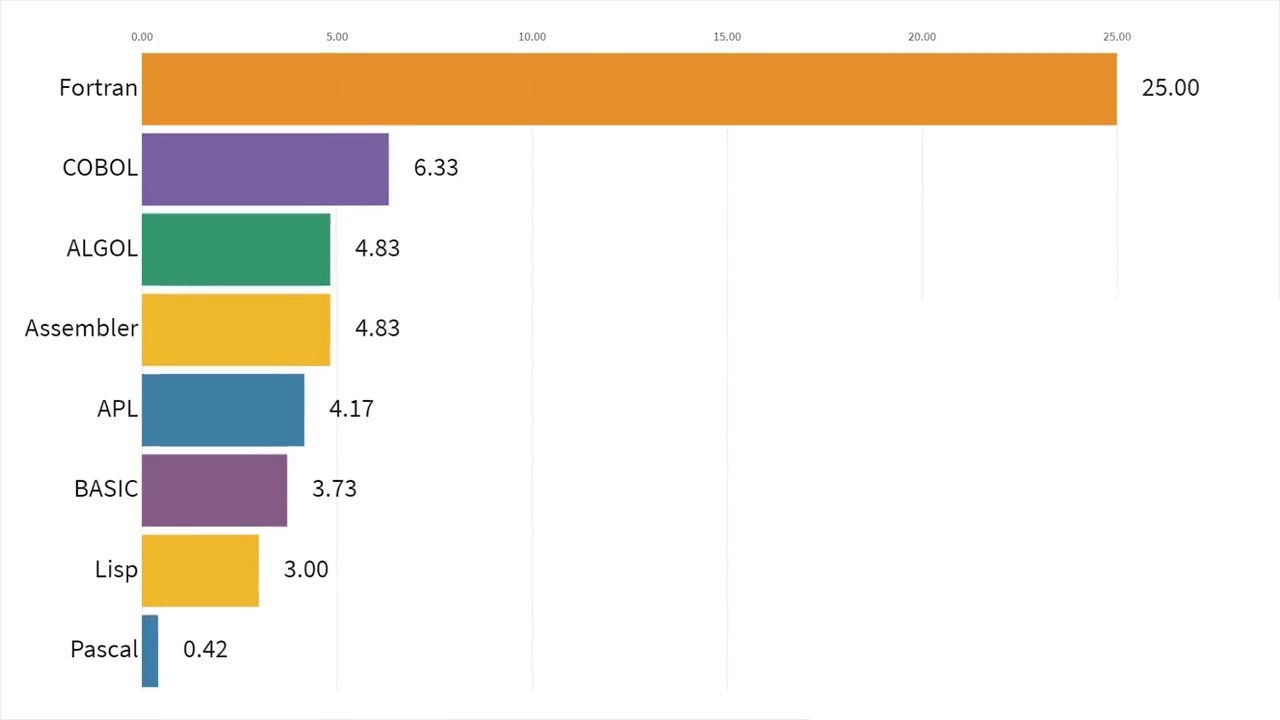 0.00 5.00 10.00 15.00 20.00 25.00
Fortran 25.00
COBOL 6.33
ALGOL 4.83
Assembler 4.83
APL 4.17
BASIC 3.73
Lisp 3.00
Pascal 0.42